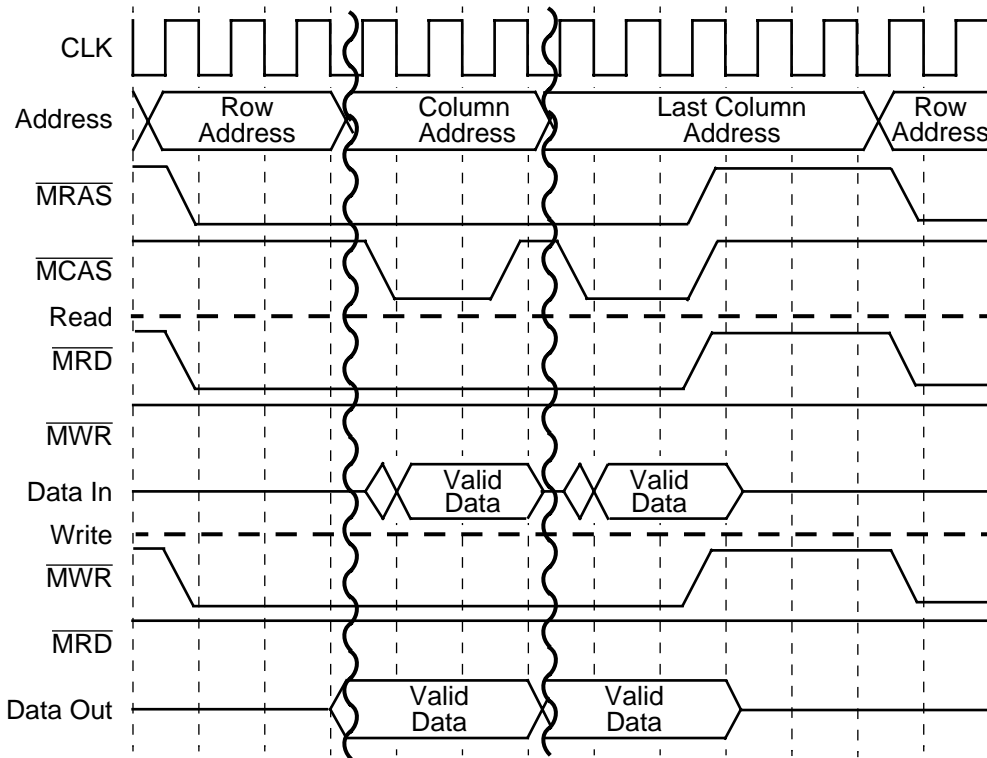 CLK
Address
Row
Address
Column
Address
Last Column
Address
Row
Address
MRAS
MCAS
Read
MRD
MWR
Data In
Valid
Data
Valid
Data
Write
MWR
MRD
Data Out
Valid
Data
Valid
Data